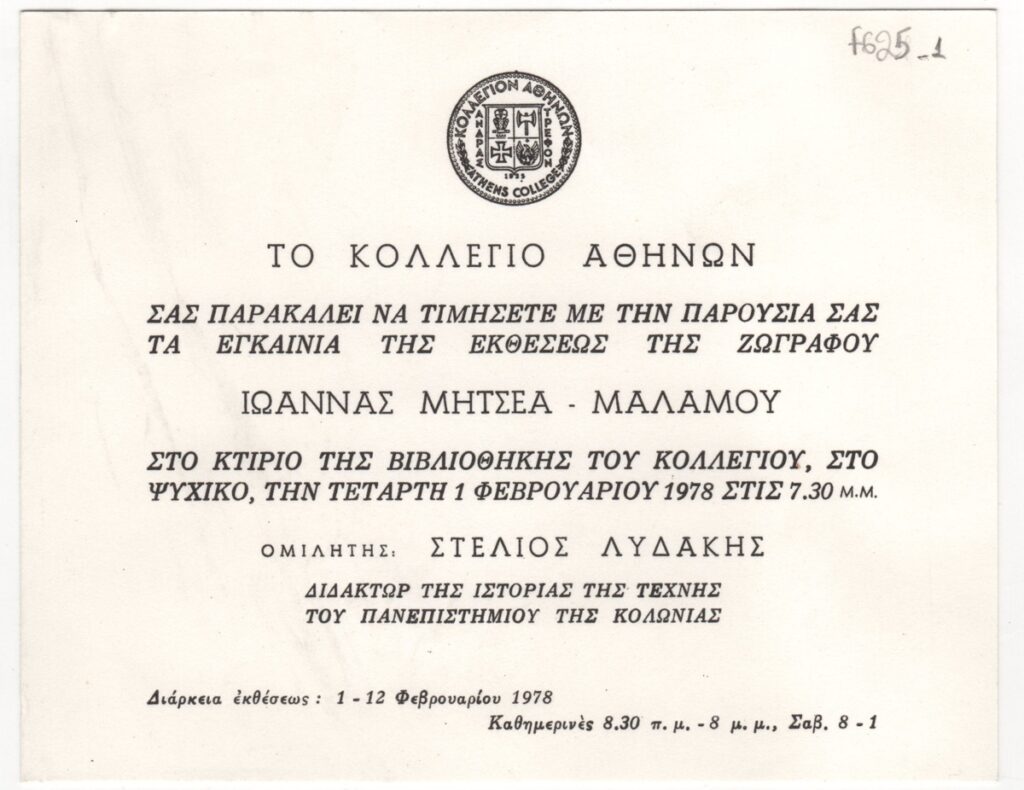 f625_1
ΚΟΛΛΕΓΙΟΝ ΑΘΗΝΩΝ
ΑΝΔΡΑΣ ΤΡΕΦΟΝ
1925
ATHENS COLLEGE
ΤΟ ΚΟΛΛΕΓΙΟ ΑΘΗΝΩΝ
ΣΑΣ ΠΑΡΑΚΑΛΕΙ ΝΑ ΤΙΜΗΣΕΤΕ ΜΕ ΤΗΝ ΠΑΡΟΥΣΙΑ ΣΑΣ
ΤΑ ΕΓΚΑΙΝΙΑ ΤΗΣ ΕΚΘΕΣΕΩΣ ΤΗΣ ΖΩΓΡΑΦΟΥ
ΙΩΑΝΝΑΣ ΜΗΤΣΕΑ - ΜΑΛΑΜΟΥ
ΣΤΟ ΚΤΙΡΙΟ ΤΗΣ ΒΙΒΛΙΟΘΗΚΗΣ ΤΟΥ ΚΟΛΛΕΓΙΟΥ, ΣΤΟ
ΨΥΧΙΚΟ, ΤΗΝ ΤΕΤΑΡΤΗ 1 ΦΕΒΡΟΥΑΡΙΟΥ 1978 ΣΤΙΣ 7.30 Μ.Μ.
ΟΜΙΛΗΤΗΣ: ΣΤΕΛΙΟΣ ΛΥΔΑΚΗΣ
ΔΙΔΑΚΤΩΡ ΤΗΣ ΙΣΤΟΡΙΑΣ ΤΗΣ ΤΕΧΝΗΣ
ΤΟΥ ΠΑΝΕΠΙΣΤΗΜΙΟΥ ΤΗΣ ΚΟΛΩΝΙΑΣ
Διάρκεια ἐκθέσεως : 1 - 12 Φεβρουαρίου 1978
Καθημερινὲς 8.30 π. μ. - 8 μ. μ., Σαβ. 8 - 1